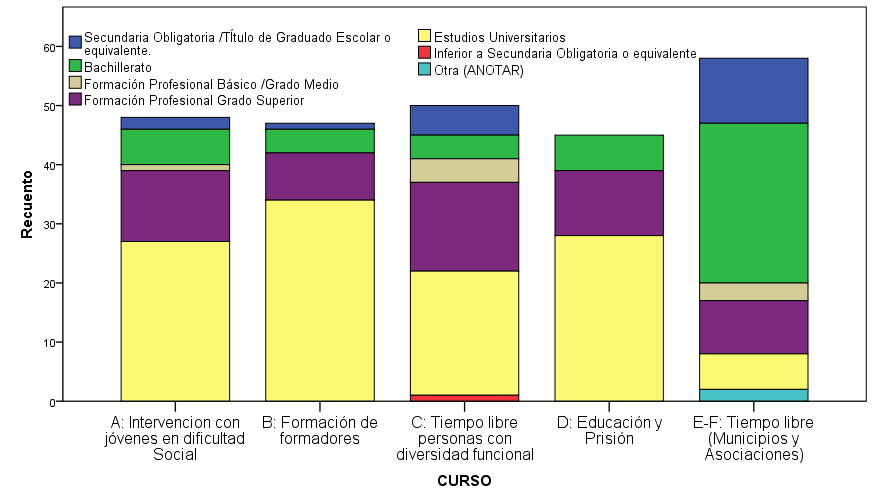 Secundaria Obligatoria /TÍtulo de Graduado Escolar o
equivalente.
Bachillerato
Formación Profesional Básico /Grado Medio
Formación Profesional Grado Superior
Estudios Universitarios
Inferior a Secundaria Obligatoria o equivalente
Otra (ANOTAR)
Recuento
60
50
40
30
20
10
0
A: Intervencion con
jóvenes en dificultad
Social
B: Formación de
formadores
C: Tiempo libre
personas con
diversidad funcional
D: Educación y
Prisión
E-F: Tiempo libre
(Municipios y
Asociaciones)
CURSO